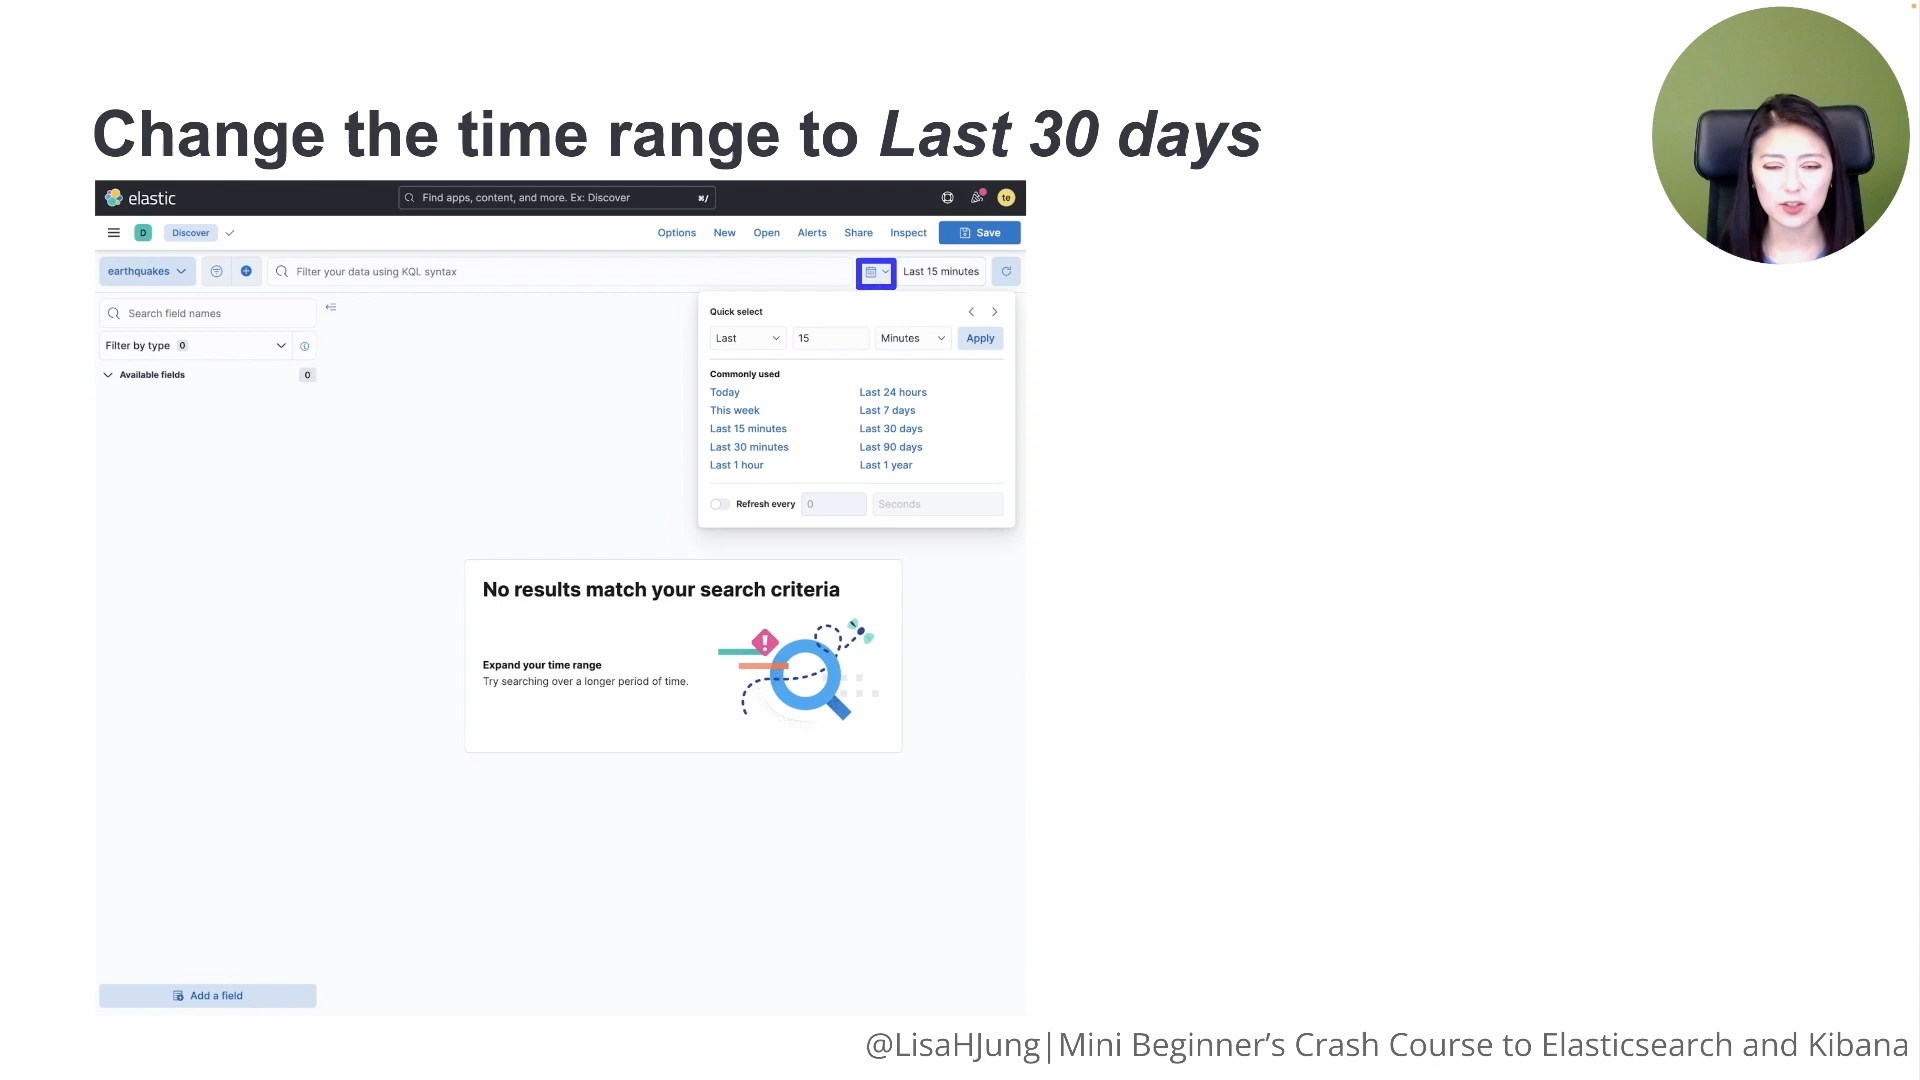 Change the time range to Last 30 days
elastic
Find apps, content, and more. Ex: Discover
⌘/
te
D
Discover
Options
New
Open
Alerts
Share
Inspect
Save
earthquakes
Filter your data using KQL syntax
Last 15 minutes
Search field names
Filter by type 0
Available fields
0
Quick select
Last
15
Minutes
Apply
Commonly used
Today
Last 24 hours
This week
Last 7 days
Last 15 minutes
Last 30 days
Last 30 minutes
Last 90 days
Last 1 hour
Last 1 year
Refresh every
0
Seconds
No results match your search criteria
Expand your time range
Try searching over a longer period of time.
Add a field
@LisaHJung|Mini Beginner’s Crash Course to Elasticsearch and Kibana